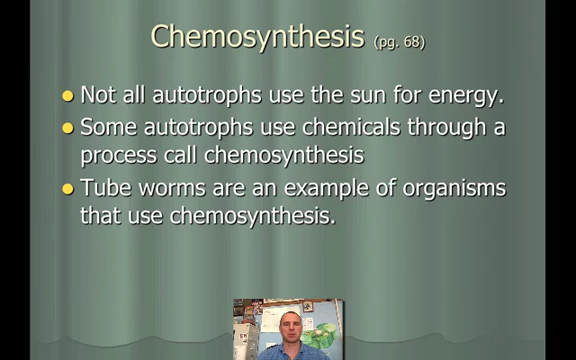 Chemosynthesis (pg. 68)
Not all autotrophs use the sun for energy.
Some autotrophs use chemicals through a
process call chemosynthesis
Tube worms are an example of organisms
that use chemosynthesis.